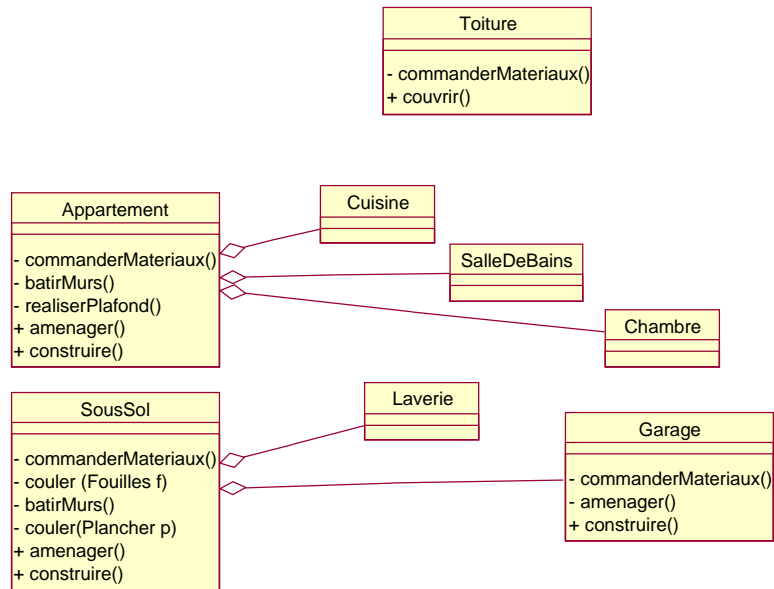 Toiture
- commanderMateriaux()
+ couvrir()
Appartement
- commanderMateriaux()
- batirMurs()
- realiserPlafond()
+ amenager()
+ construire()
Cuisine
SalleDeBains
Chambre
SousSol
- commanderMateriaux()
- couler (Fouilles f)
- batirMurs()
- couler(Plancher p)
+ amenager()
+ construire()
Laverie
Garage
- commanderMateriaux()
- amenager()
+ construire()